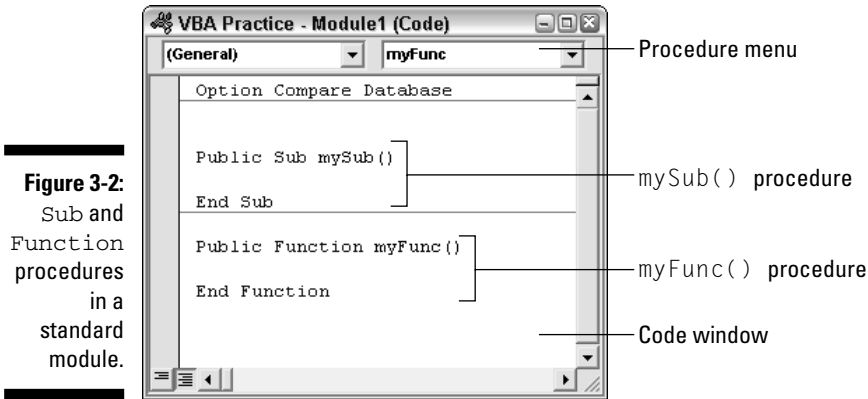 VBA Practice - Module1 (Code)
(General)
myFunc
Procedure menu
Option Compare Database
Public Sub mySub()
End Sub
mySub() procedure
Public Function myFunc()
End Function
myFunc() procedure
Code window
Figure 3-2:
Sub and
Function
procedures
in a
standard
module.